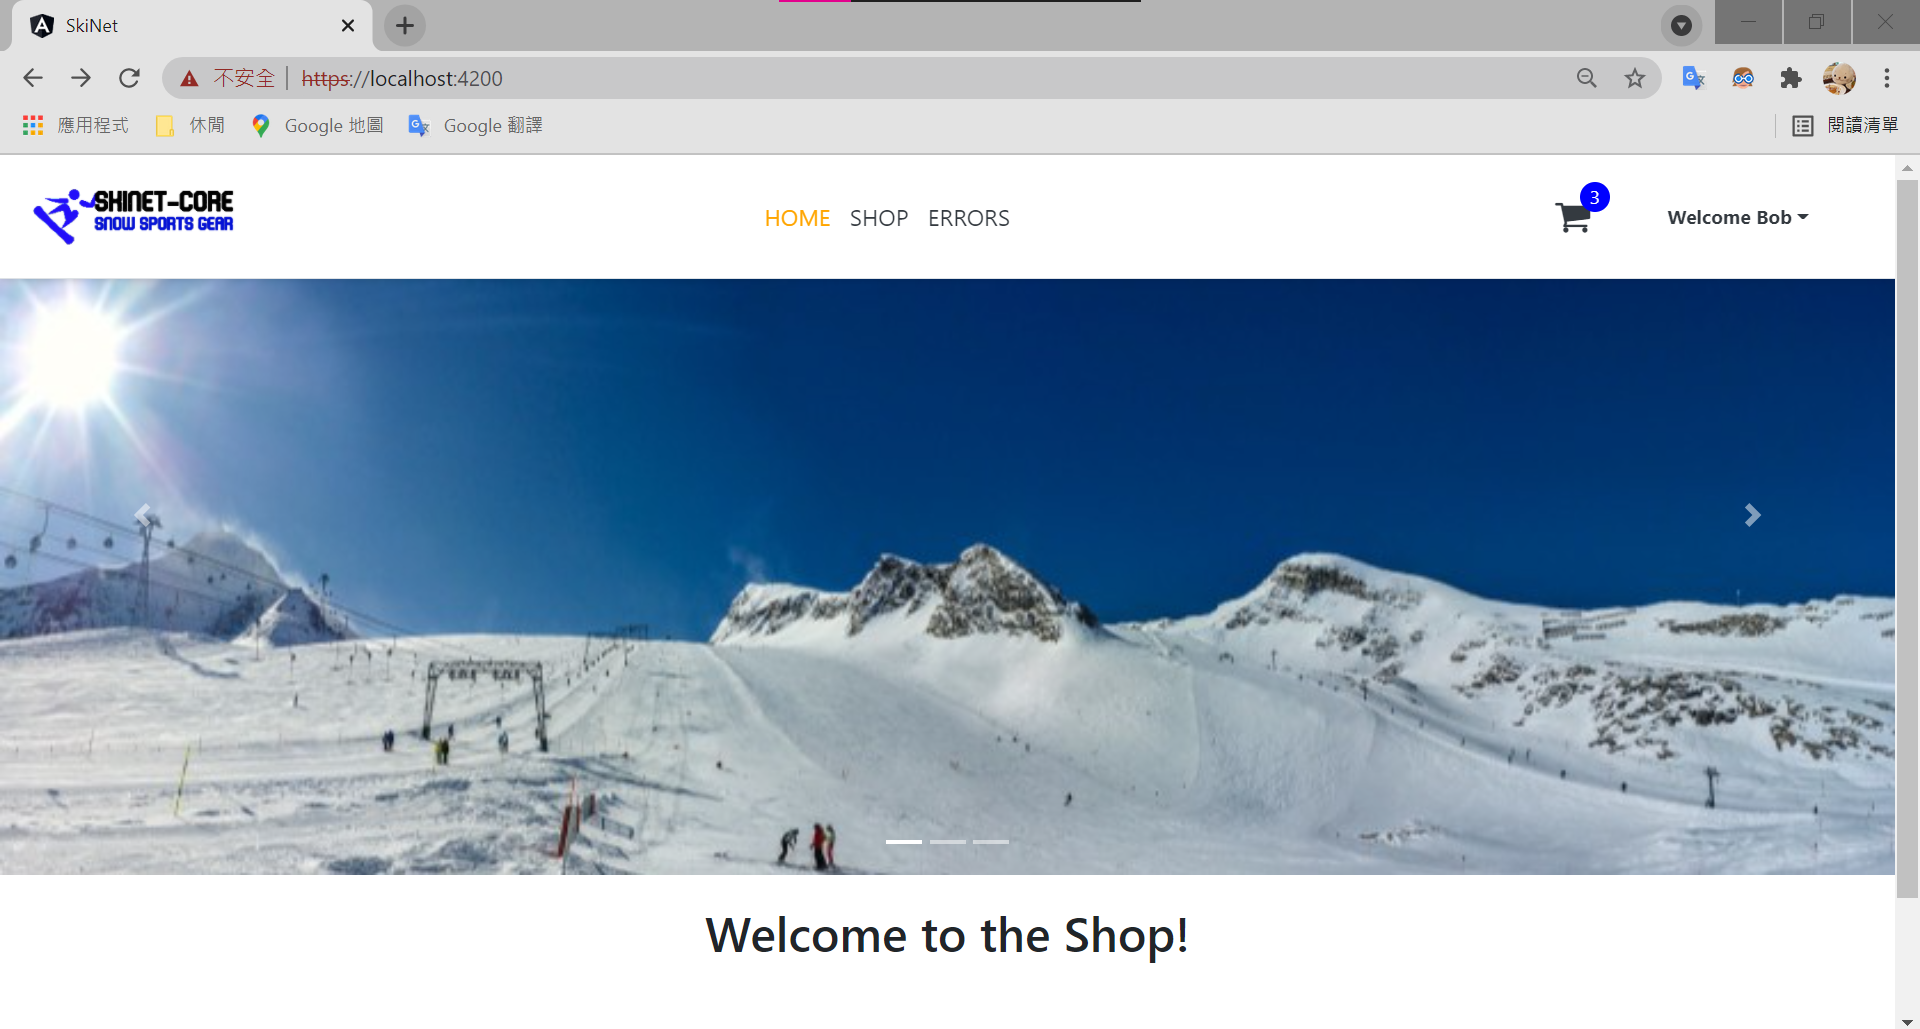 SkiNet
不安全 https://localhost:4200
應用程式 休閒 Google 地圖 Google 翻譯 閱讀清單
SKINET-CORE
SNOW SPORTS GEAR
HOME SHOP ERRORS
3
Welcome Bob
Welcome to the Shop!